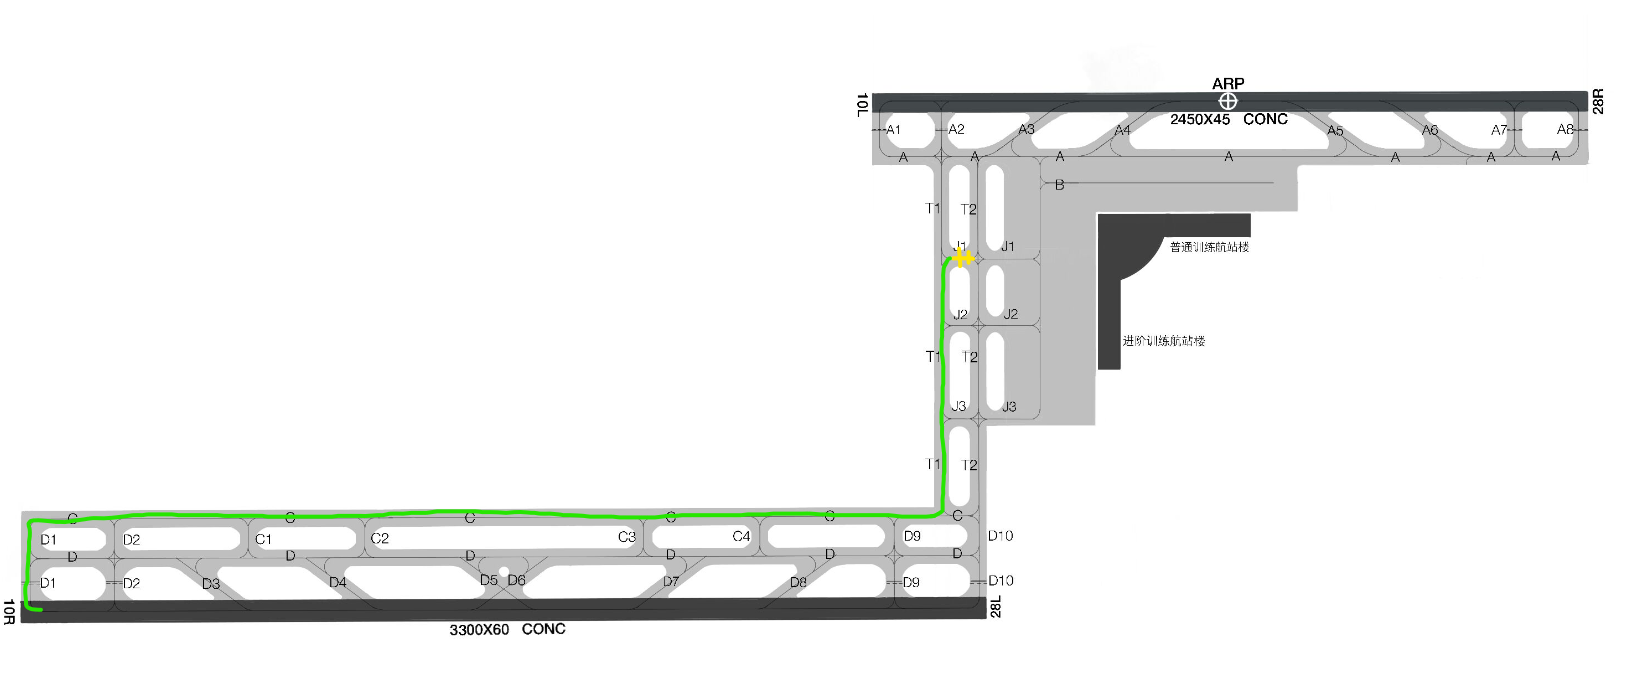 ARP
10L
28R
2450X45 CONC
A1
A2
A3
A4
A5
A6
A7
A8
A
A
A
A
A
A
A
B
T1
T2
J1
J1
普通训练航站楼
J2
J2
T1
T2
进阶训练航站楼
J3
J3
T1
T2
C
C
C
C
C
C
D1
D2
C1
C2
C3
C4
D9
D10
D
D
D
D
D
D
D1
D2
D3
D4
D5
D6
D7
D8
D9
D10
10R
28L
3300X60 CONC